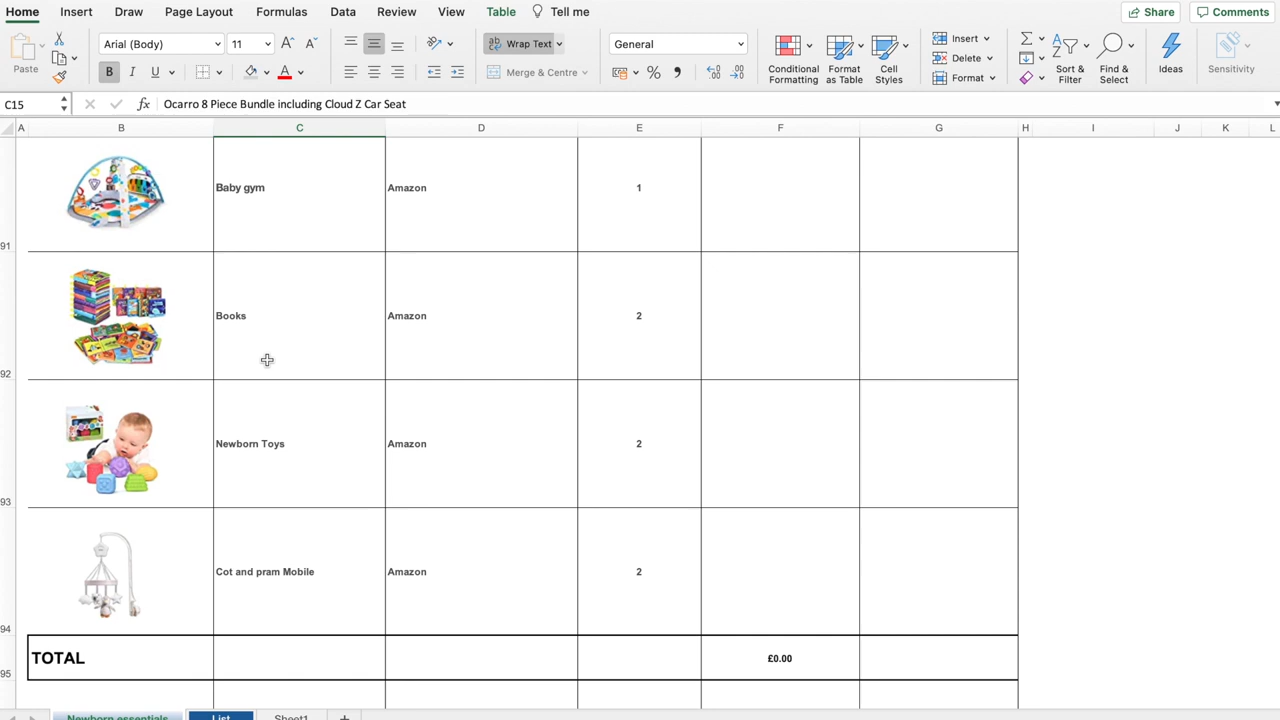 Home Insert Draw Page Layout Formulas Data Review View Table Tell me Share Comments
Paste Arial (Body) 11 A A Wrap Text General Insert
B I U A Merge & Centre % Conditional Formatting Format as Table Cell Styles Delete Format Sort & Filter Find & Select Ideas Sensitivity
C15 fx Ocarro 8 Piece Bundle including Cloud Z Car Seat
A B C D E F G H I J K L
Baby gym Amazon 1
91
Books Amazon 2
92
Newborn Toys Amazon 2
93
Cot and pram Mobile Amazon 2
94
TOTAL £0.00
95
Newborn essentials List Sheet1 +